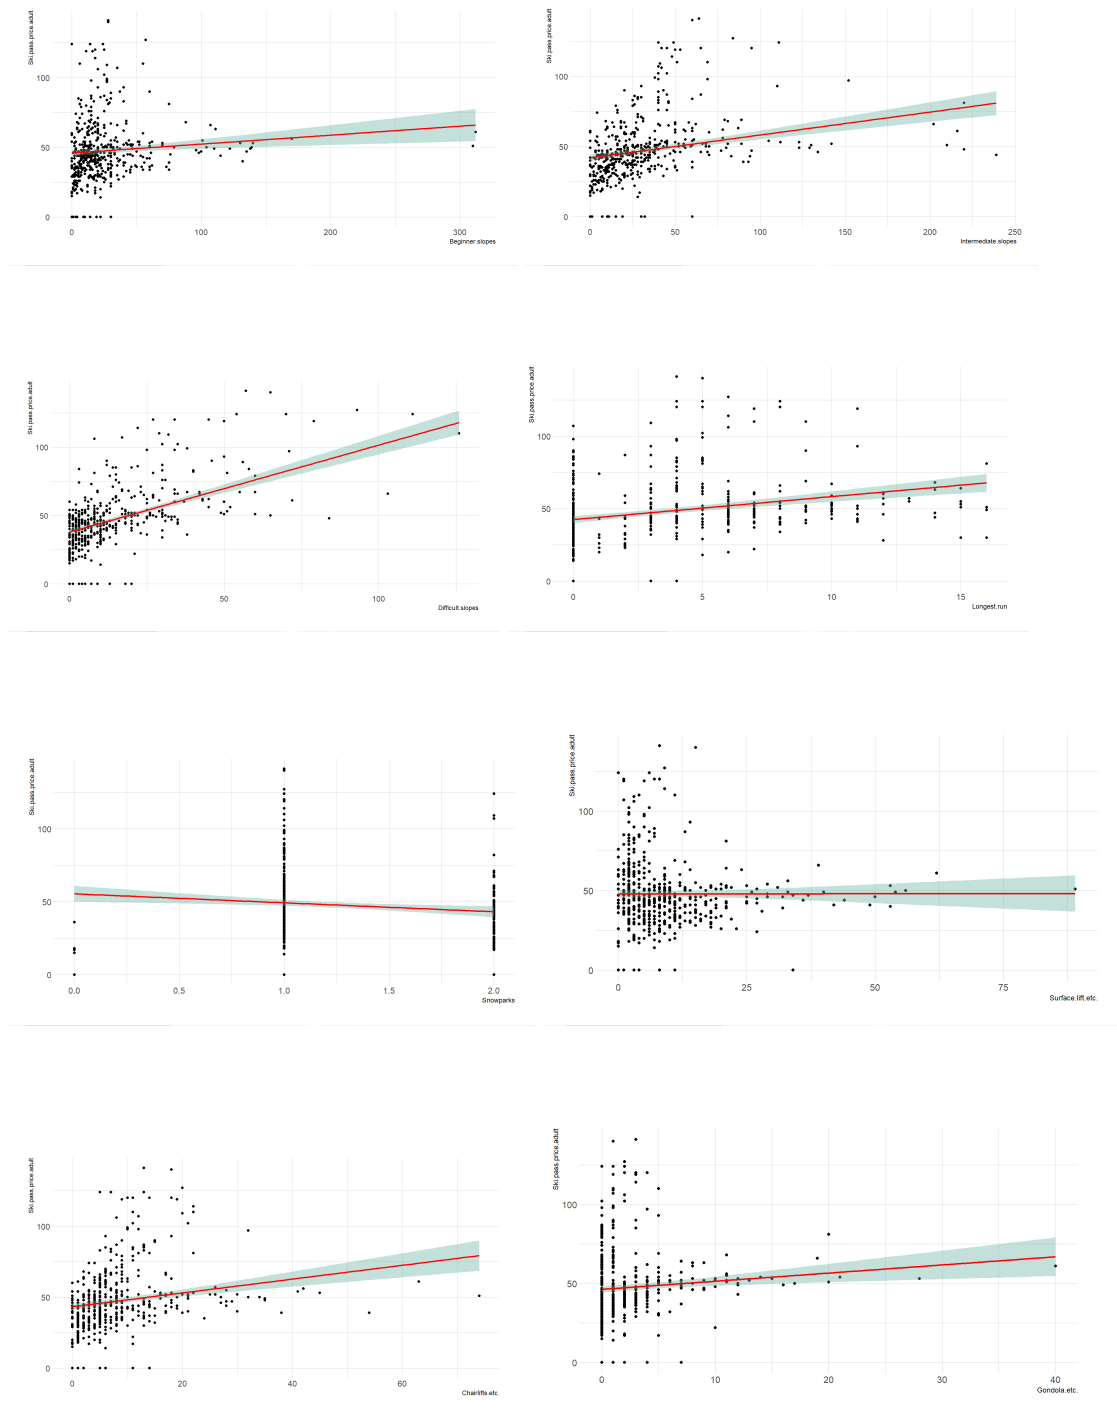 Ski.pass.price.adult
100
50
0
0 100 200 300
Beginner.slopes
Ski.pass.price.adult
100
50
0
0 50 100 150 200 250
Intermediate.slopes
Ski.pass.price.adult
100
50
0
0 50 100
Difficult.slopes
Ski.pass.price.adult
100
50
0
0 5 10 15
Longest.run
Ski.pass.price.adult
100
50
0
0.0 0.5 1.0 1.5 2.0
Snowparks
Ski.pass.price.adult
100
50
0
0 25 50 75
Surface.lift.etc.
Ski.pass.price.adult
100
50
0
0 20 40 60
Chairlifts.etc.
Ski.pass.price.adult
100
50
0
0 10 20 30 40
Gondola.etc.